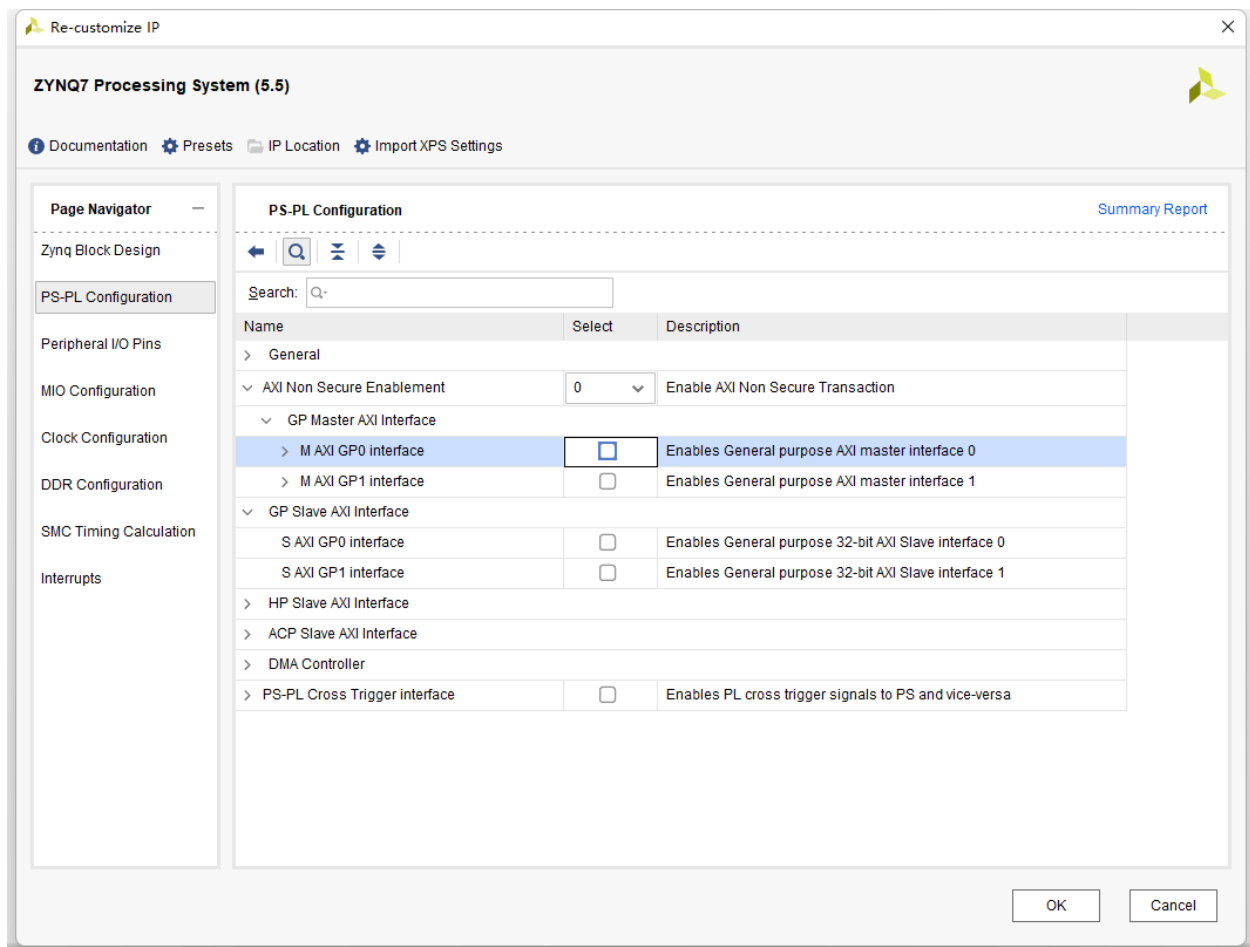 Re-customize IP
ZYNQ7 Processing System (5.5)
Documentation Presets IP Location Import XPS Settings
Page Navigator
Zynq Block Design
PS-PL Configuration
Peripheral I/O Pins
MIO Configuration
Clock Configuration
DDR Configuration
SMC Timing Calculation
Interrupts
PS-PL Configuration Summary Report
Search:
Name Select Description
General
AXI Non Secure Enablement 0 Enable AXI Non Secure Transaction
GP Master AXI Interface
M AXI GP0 interface Enables General purpose AXI master interface 0
M AXI GP1 interface Enables General purpose AXI master interface 1
GP Slave AXI Interface
S AXI GP0 interface Enables General purpose 32-bit AXI Slave interface 0
S AXI GP1 interface Enables General purpose 32-bit AXI Slave interface 1
HP Slave AXI Interface
ACP Slave AXI Interface
DMA Controller
PS-PL Cross Trigger interface Enables PL cross trigger signals to PS and vice-versa
OK Cancel